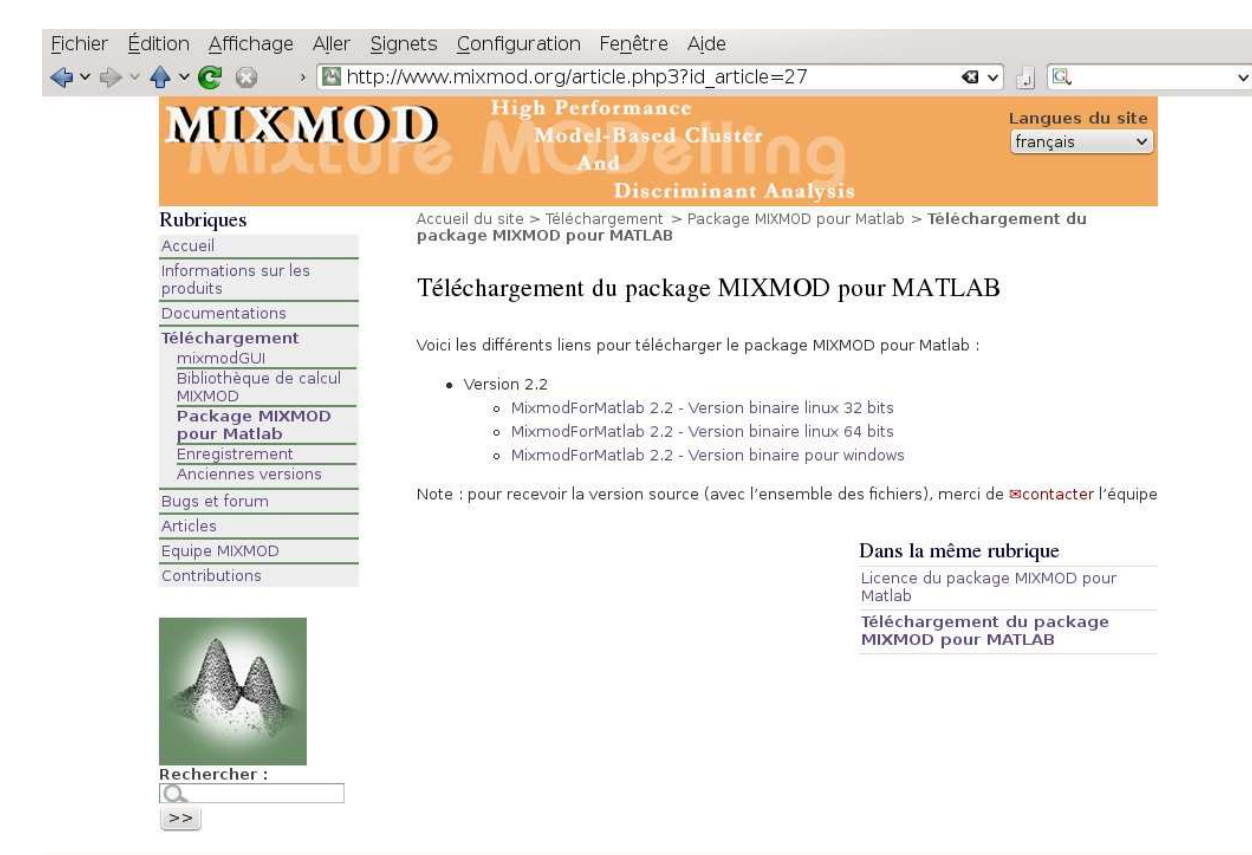 Fichier Édition Affichage Aller Signets Configuration Fenêtre Aide
http://www.mixmod.org/article.php3?id_article=27
MIXMOD
Mixture MODelling
High Performance
Model-Based Cluster
And
Discriminant Analysis
Langues du site
français
Rubriques
Accueil
Informations sur les
produits
Documentations
Téléchargement
mixmodGUI
Bibliothèque de calcul
MIXMOD
Package MIXMOD
pour Matlab
Enregistrement
Anciennes versions
Bugs et forum
Articles
Equipe MIXMOD
Contributions
Rechercher :
>>
Accueil du site > Téléchargement > Package MIXMOD pour Matlab > Téléchargement du
package MIXMOD pour MATLAB
Téléchargement du package MIXMOD pour MATLAB
Voici les différents liens pour télécharger le package MIXMOD pour Matlab :
Version 2.2
MixmodForMatlab 2.2 - Version binaire linux 32 bits
MixmodForMatlab 2.2 - Version binaire linux 64 bits
MixmodForMatlab 2.2 - Version binaire pour windows
Note : pour recevoir la version source (avec l'ensemble des fichiers), merci de contacter l'équipe
Dans la même rubrique
Licence du package MIXMOD pour
Matlab
Téléchargement du package
MIXMOD pour MATLAB